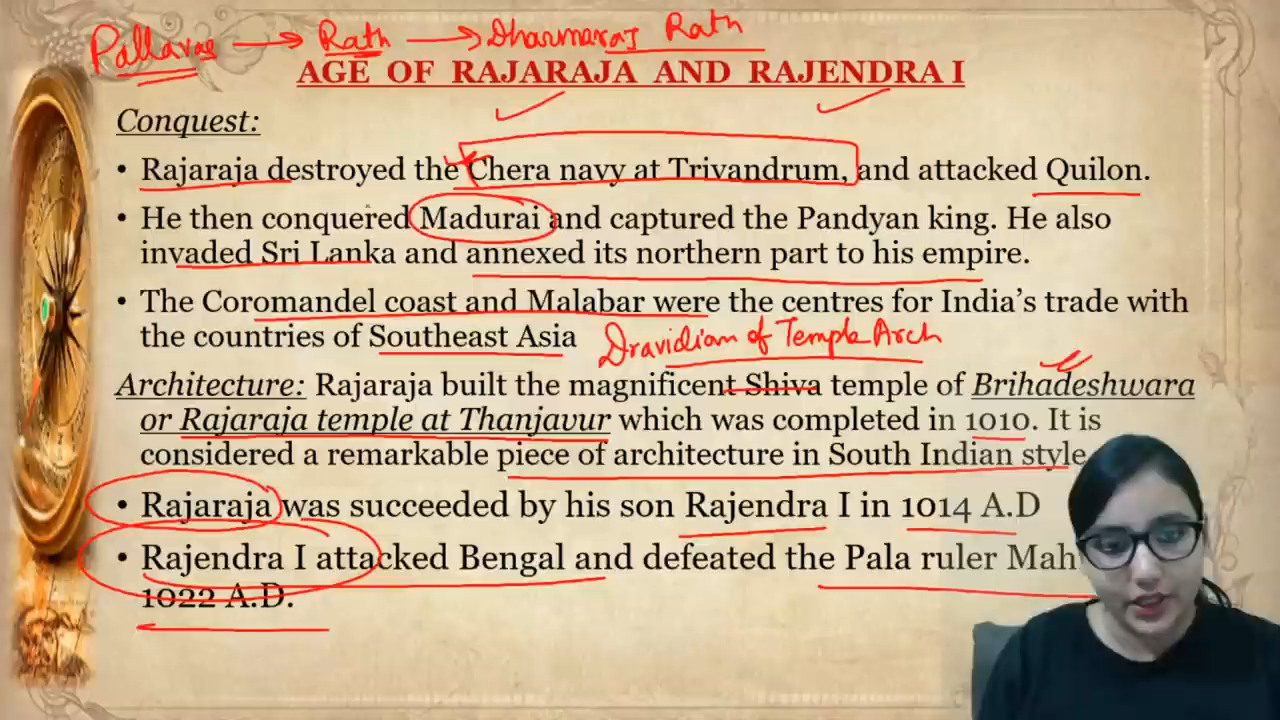 Pallavas → Rath → Dharmaraj Rath
AGE OF RAJARAJA AND RAJENDRA I
Conquest:
• Rajaraja destroyed the Chera navy at Trivandrum, and attacked Quilon.
• He then conquered Madurai and captured the Pandyan king. He also
invaded Sri Lanka and annexed its northern part to his empire.
• The Coromandel coast and Malabar were the centres for India's trade with
the countries of Southeast Asia
Dravidian of Temple Arch
Architecture: Rajaraja built the magnificent Shiva temple of Brihadeshwara
or Rajaraja temple at Thanjavur which was completed in 1010. It is
considered a remarkable piece of architecture in South Indian style
• Rajaraja was succeeded by his son Rajendra I in 1014 A.D
• Rajendra I attacked Bengal and defeated the Pala ruler Mah
1022 A.D.